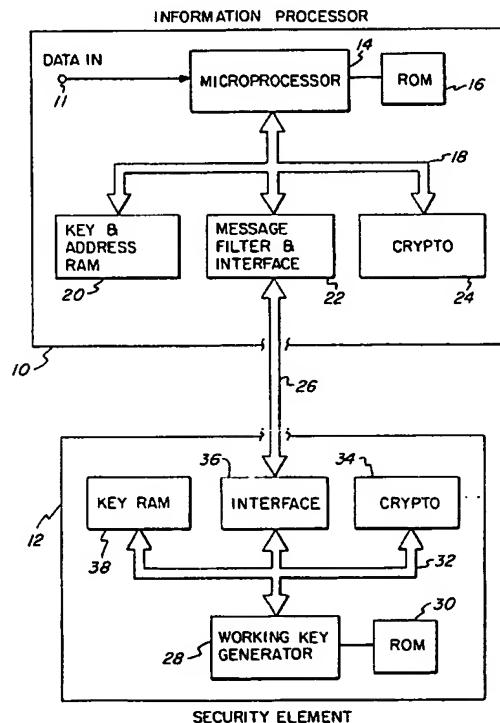 INFORMATION PROCESSOR
14
DATA IN
11
MICROPROCESSOR
ROM
16
18
KEY &
ADDRESS
RAM
20
MESSAGE
FILTER &
INTERFACE
22
CRYPTO
24
10
26
36
34
12
KEY RAM
38
INTERFACE
CRYPTO
32
30
28
WORKING KEY
GENERATOR
ROM
SECURITY ELEMENT